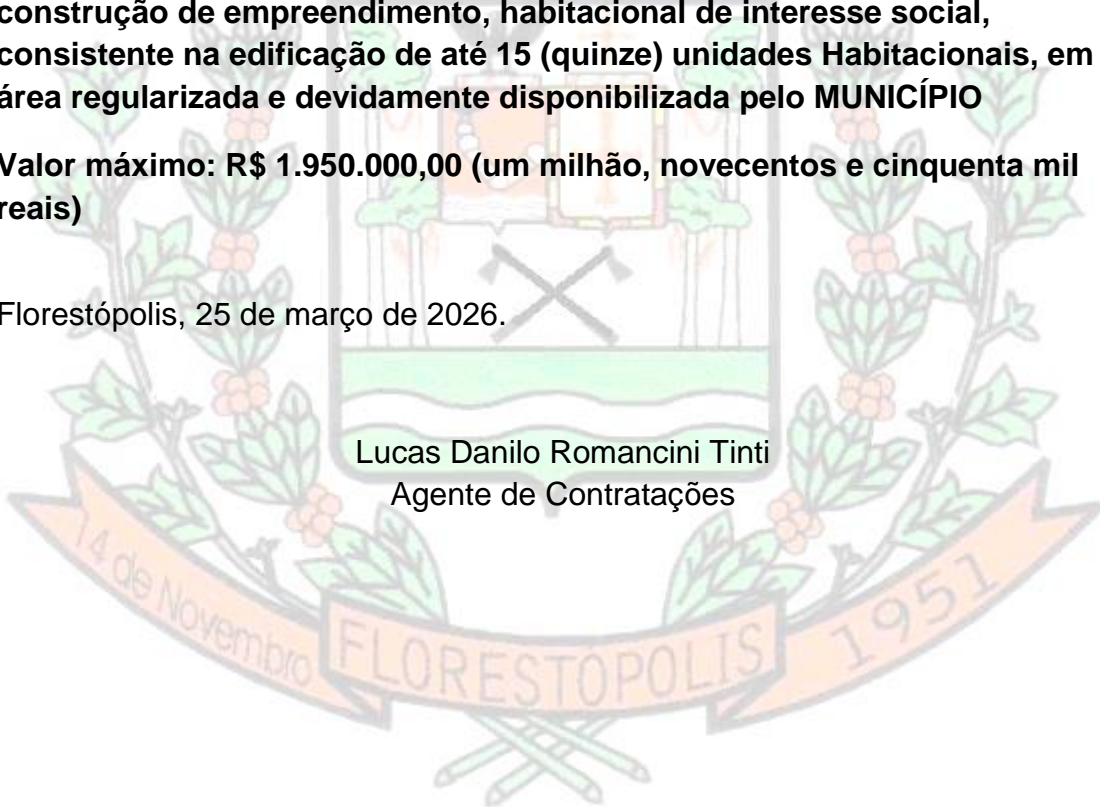 construção de empreendimento, habitacional de interesse social,
consistente na edificação de até 15 (quinze) unidades Habitacionais, em
área regularizada e devidamente disponibilizada pelo MUNICÍPIO
Valor máximo: R$ 1.950.000,00 (um milhão, novecentos e cinquenta mil
reais)
Florestópolis, 25 de março de 2026.
Lucas Danilo Romancini Tinti
Agente de Contratações
14 de Novembro
FLORESTÓPOLIS
1951